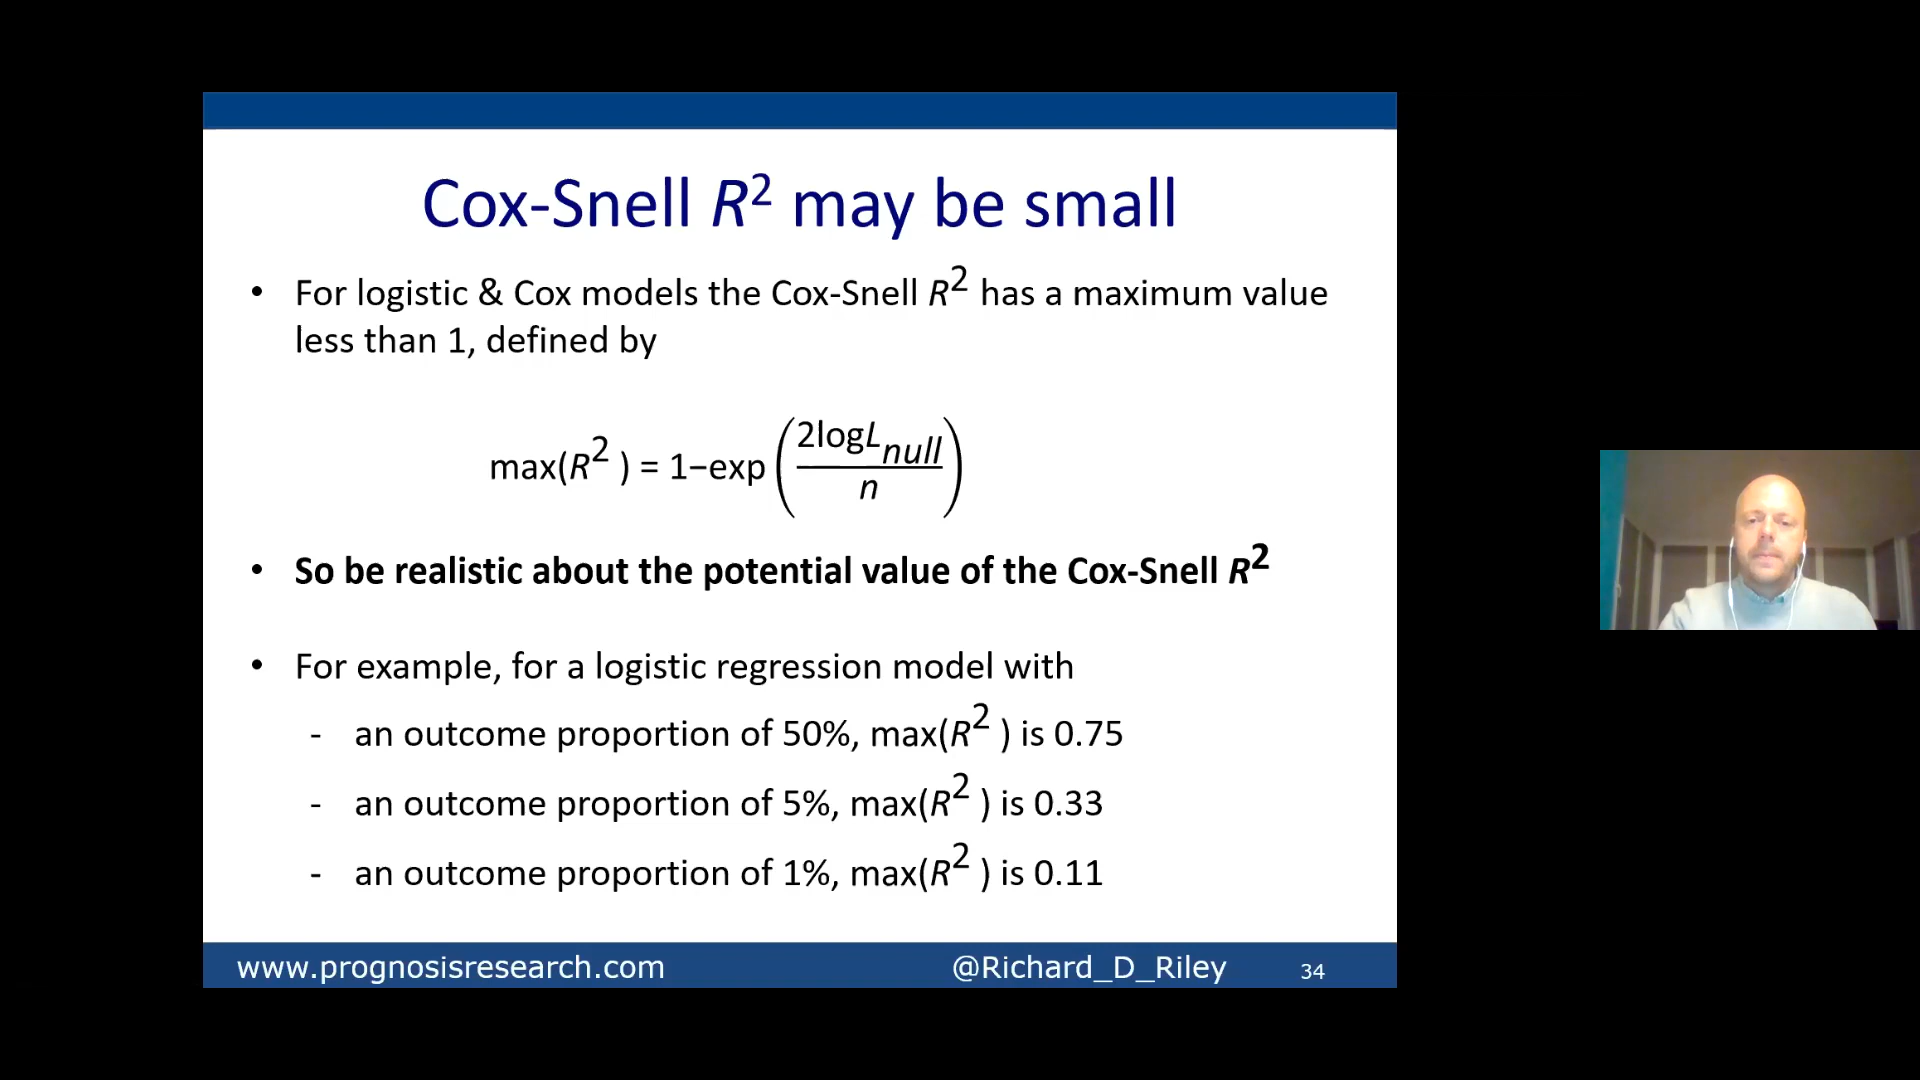 Cox-Snell R² may be small
• For logistic & Cox models the Cox-Snell R² has a maximum value
less than 1, defined by
max(R² ) = 1−exp(2logL_null / n)
• So be realistic about the potential value of the Cox-Snell R²
• For example, for a logistic regression model with
- an outcome proportion of 50%, max(R² ) is 0.75
- an outcome proportion of 5%, max(R² ) is 0.33
- an outcome proportion of 1%, max(R² ) is 0.11
www.prognosisresearch.com @Richard_D_Riley 34